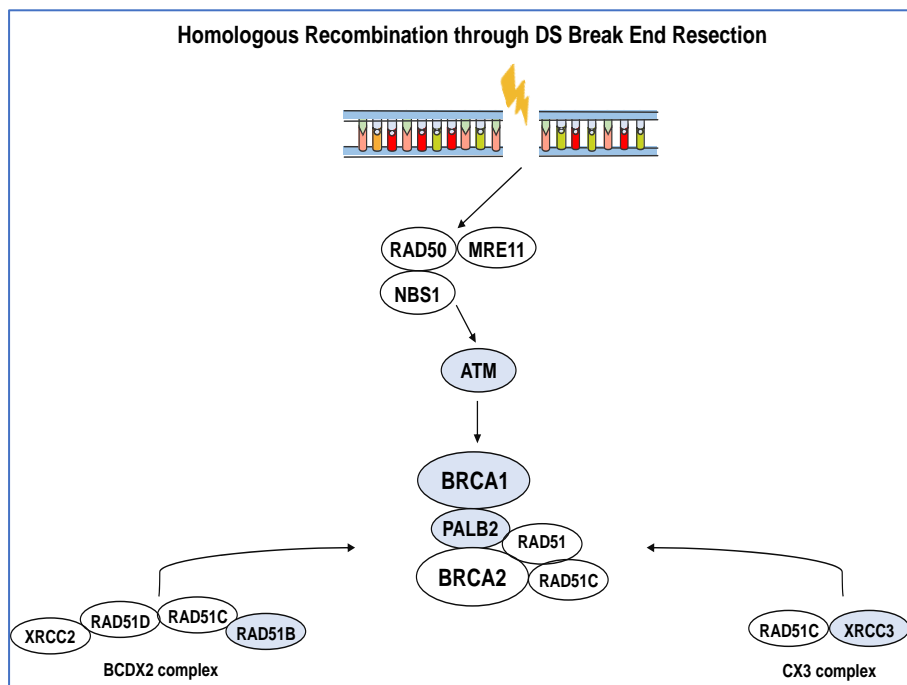 Homologous Recombination through DS Break End Resection
RAD50
MRE11
NBS1
ATM
BRCA1
PALB2
RAD51
BRCA2
RAD51C
XRCC2
RAD51D
RAD51C
RAD51B
BCDX2 complex
RAD51C
XRCC3
CX3 complex